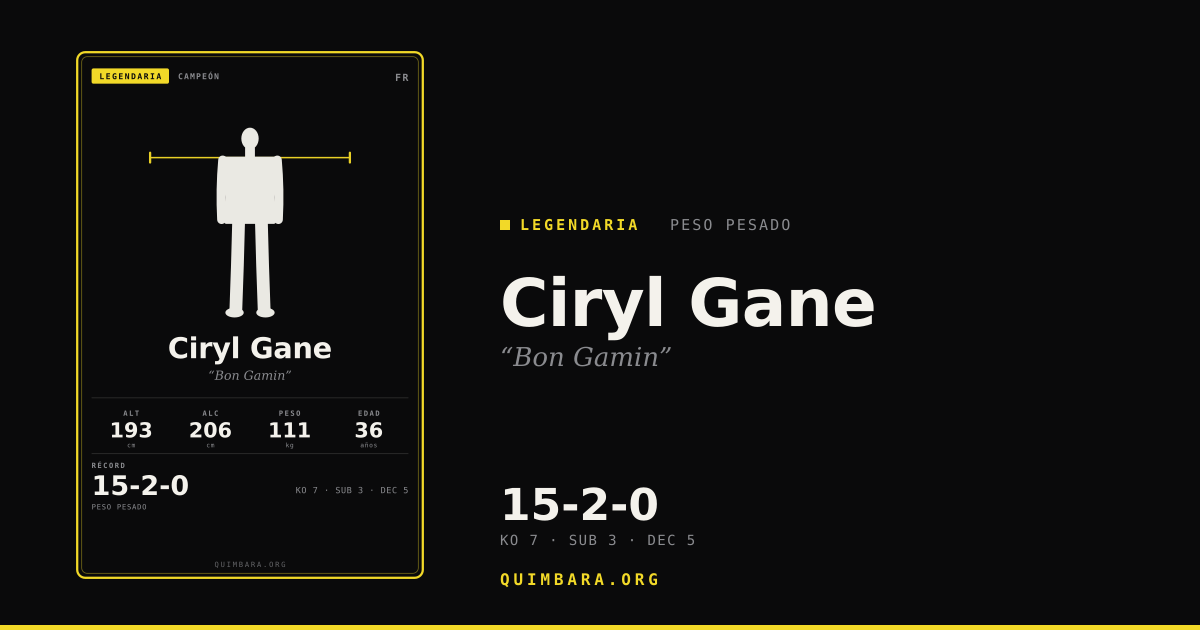 LEGENDARIA CAMPEÓN FR
Ciryl Gane
“Bon Gamin”
ALT ALC PESO EDAD
193 206 111 36
cm cm kg años
RÉCORD
15-2-0 KO 7 · SUB 3 · DEC 5
PESO PESADO
QUIMBARA.ORG
LEGENDARIA PESO PESADO
Ciryl Gane
“Bon Gamin”
15-2-0
KO 7 · SUB 3 · DEC 5
QUIMBARA.ORG